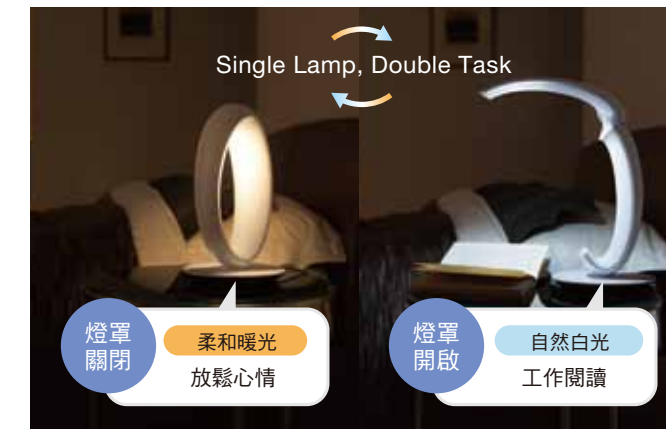 Single Lamp, Double Task
燈罩
關閉
柔和暖光
放鬆心情
燈罩
開啟
自然白光
工作閱讀